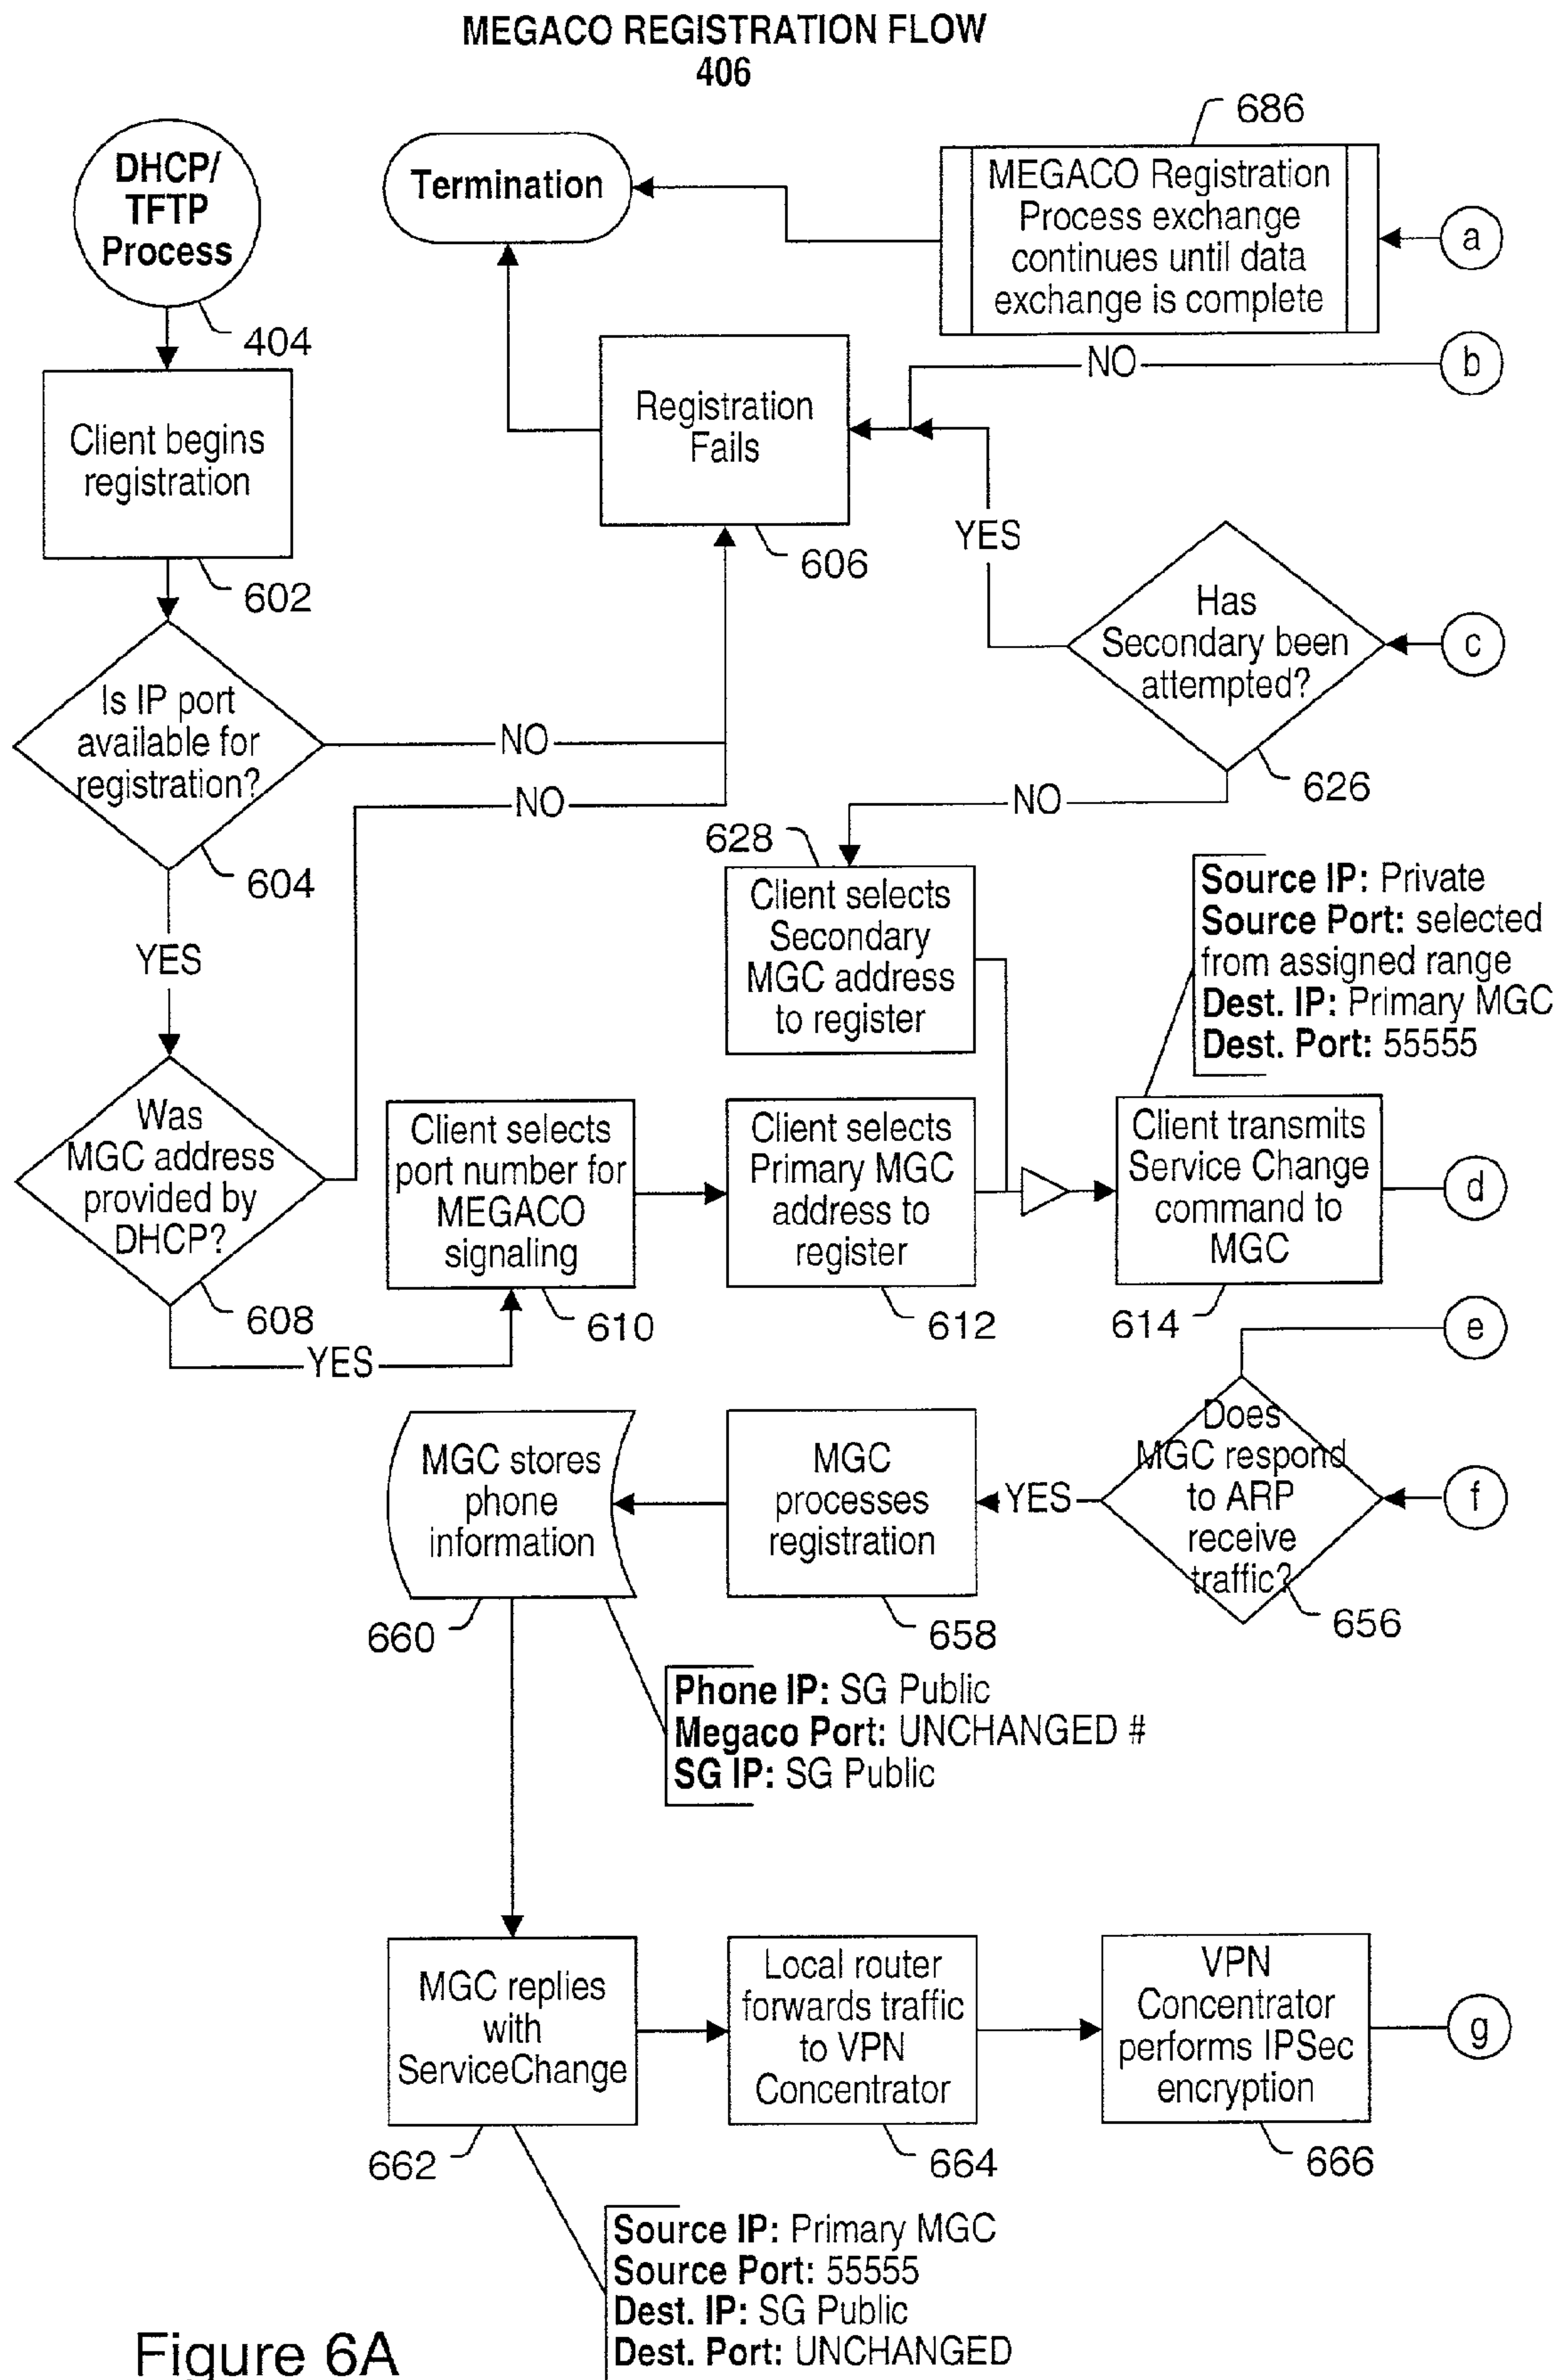 MEGACO REGISTRATION FLOW
406
DHCP/
TFTP
Process
404
Termination
686
MEGACO Registration
Process exchange
continues until data
exchange is complete
a
Client begins
registration
602
Registration
Fails
606
NO
b
YES
Has
Secondary been
attempted?
626
c
Is IP port
available for
registration?
604
NO
NO
NO
YES
628
Client selects
Secondary
MGC address
to register
Source IP: Private
Source Port: selected
from assigned range
Dest. IP: Primary MGC
Dest. Port: 55555
Was
MGC address
provided by
DHCP?
608
YES
Client selects
port number for
MEGACO
signaling
610
Client selects
Primary MGC
address to
register
612
Client transmits
Service Change
command to
MGC
614
d
e
MGC stores
phone
information
660
MGC
processes
registration
658
YES
Does
MGC respond
to ARP
receive
traffic?
656
f
Phone IP: SG Public
Megaco Port: UNCHANGED #
SG IP: SG Public
MGC replies
with
ServiceChange
662
Local router
forwards traffic
to VPN
Concentrator
664
VPN
Concentrator
performs IPSec
encryption
666
g
Source IP: Primary MGC
Source Port: 55555
Dest. IP: SG Public
Dest. Port: UNCHANGED
Figure 6A